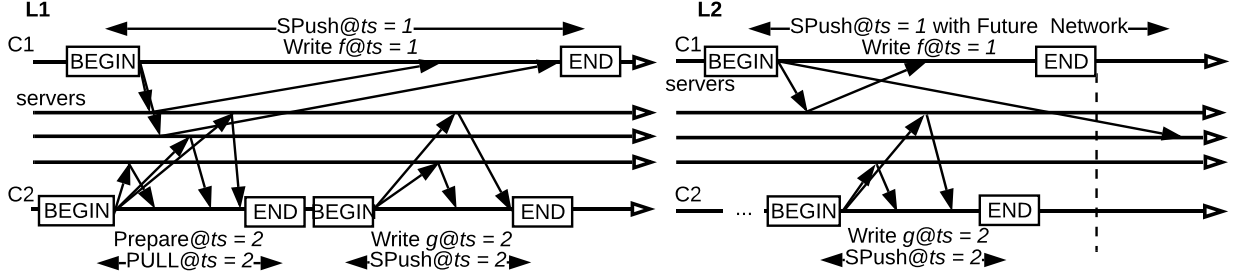 L1
SPush@ts = 1
Write f@ts = 1
C1
BEGIN
END
servers
C2
BEGIN
END
BEGIN
END
Prepare@ts = 2
PULL@ts = 2
Write g@ts = 2
SPush@ts = 2
L2
SPush@ts = 1 with Future Network
Write f@ts = 1
C1
BEGIN
END
servers
C2
...
BEGIN
END
Write g@ts = 2
SPush@ts = 2